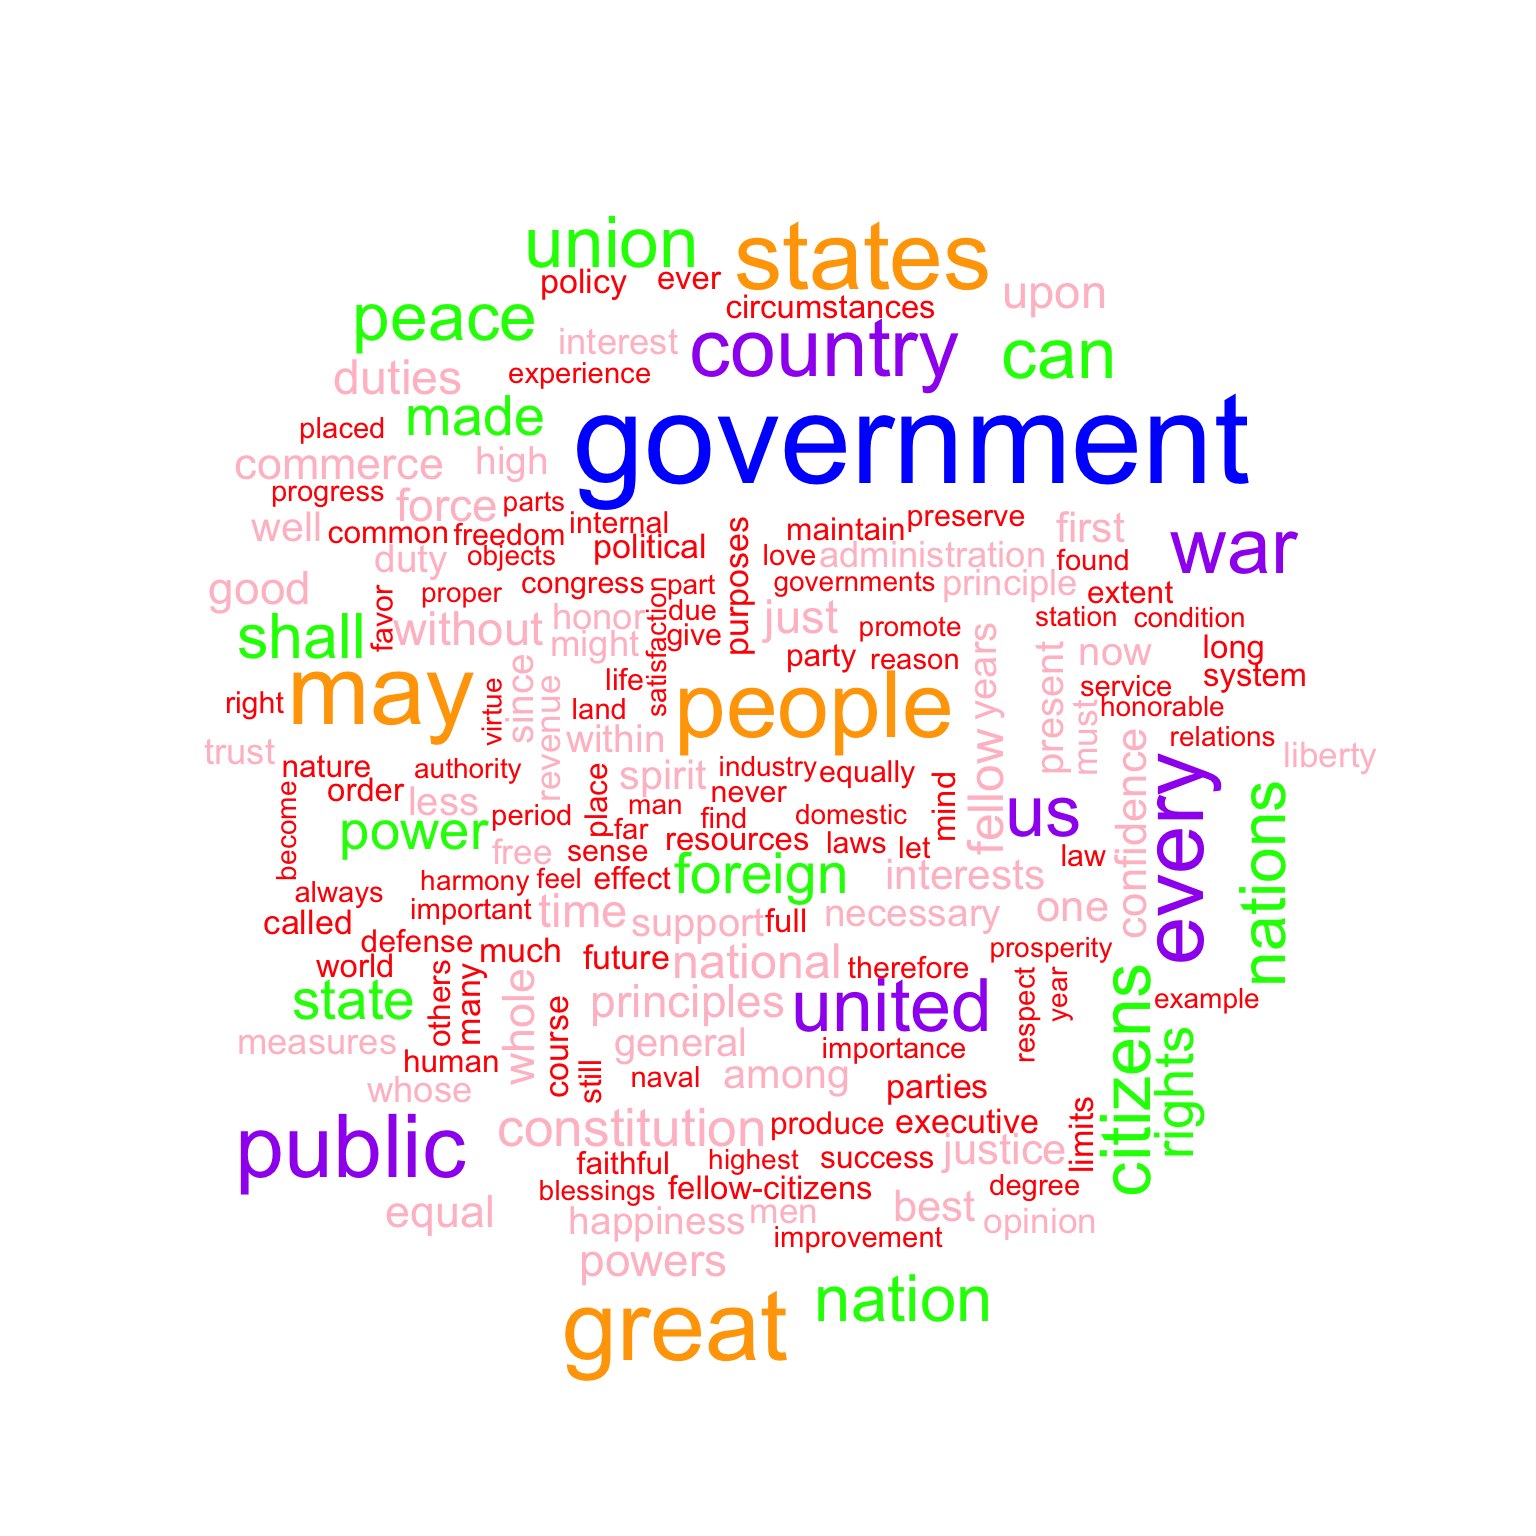 union
states
policy
ever
upon
circumstances
peace
interest
country
can
duties
experience
made
government
placed
commerce
high
progress
force
parts
well
common
freedom
internal
political
purposes
maintain
preserve
first
war
duty
objects
love
administration
found
good
favor
proper
congress
satisfaction
part
governments
principle
extent
shall
without
honor
due
just
station
condition
might
give
promote
years
present
now
long
right
may
virtue
since
revenue
life
land
people
party
reason
service
system
must
honorable
trust
within
relations
liberty
nature
authority
spirit
industry
equally
mind
fellow
us
confidence
every
nations
become
order
less
period
place
man
never
far
find
domestic
power
free
sense
resources
laws
let
law
always
harmony
feel
effect
foreign
interests
called
important
time
support
full
necessary
one
defense
much
future
national
therefore
prosperity
world
others
many
whole
course
principles
united
respect
year
citizens
example
state
measures
human
still
general
importance
rights
whose
naval
among
parties
public
constitution
produce
executive
limits
faithful
highest
success
justice
blessings
fellow-citizens
degree
equal
happiness
men
best
opinion
improvement
powers
great
nation